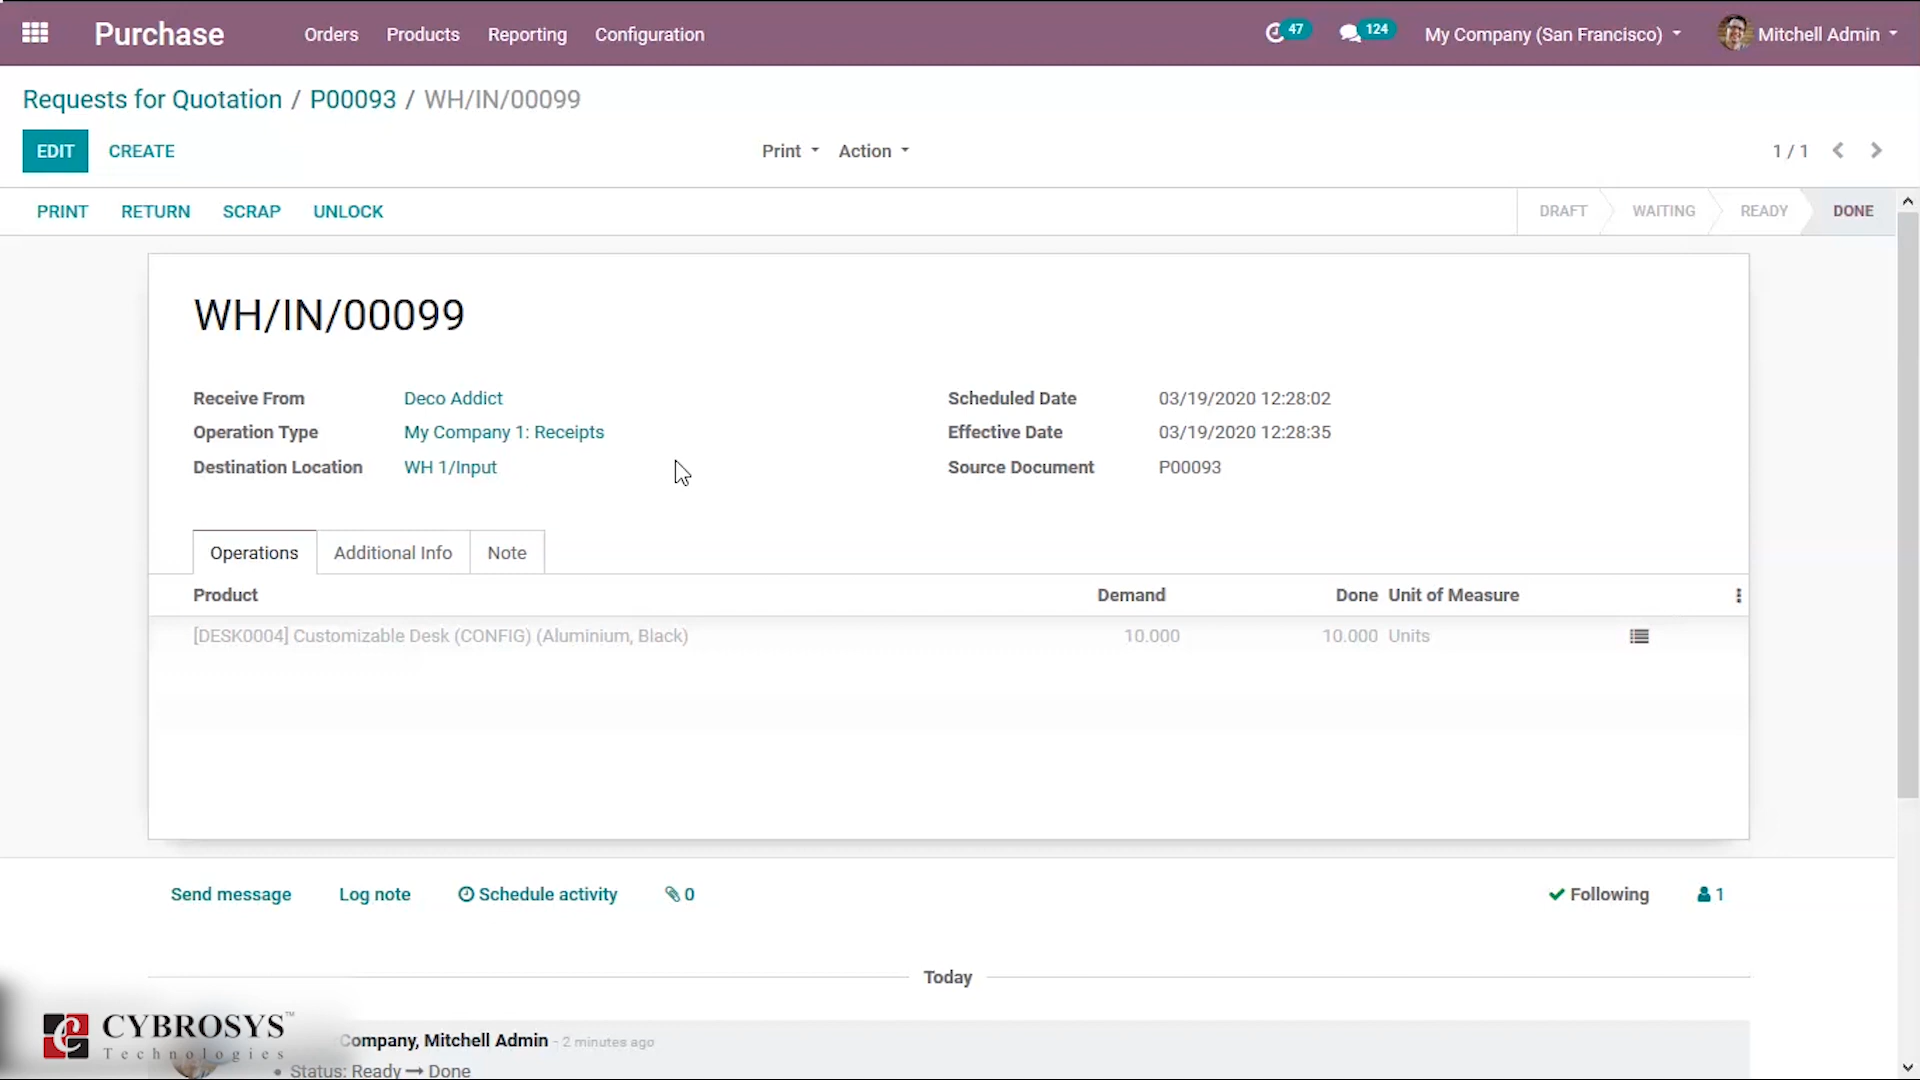 Purchase Orders Products Reporting Configuration 47 124 My Company (San Francisco) Mitchell Admin
Requests for Quotation / P00093 / WH/IN/00099
EDIT CREATE Print Action 1 / 1
PRINT RETURN SCRAP UNLOCK DRAFT WAITING READY DONE
WH/IN/00099
Receive From Deco Addict Scheduled Date 03/19/2020 12:28:02
Operation Type My Company 1: Receipts Effective Date 03/19/2020 12:28:35
Destination Location WH 1/Input Source Document P00093
Operations Additional Info Note
Product Demand Done Unit of Measure
[DESK0004] Customizable Desk (CONFIG) (Aluminium, Black) 10.000 10.000 Units
Send message Log note Schedule activity 0 Following 1
Today
CYBROSYS™
Technologies
Company, Mitchell Admin - 2 minutes ago
• Status: Ready → Done